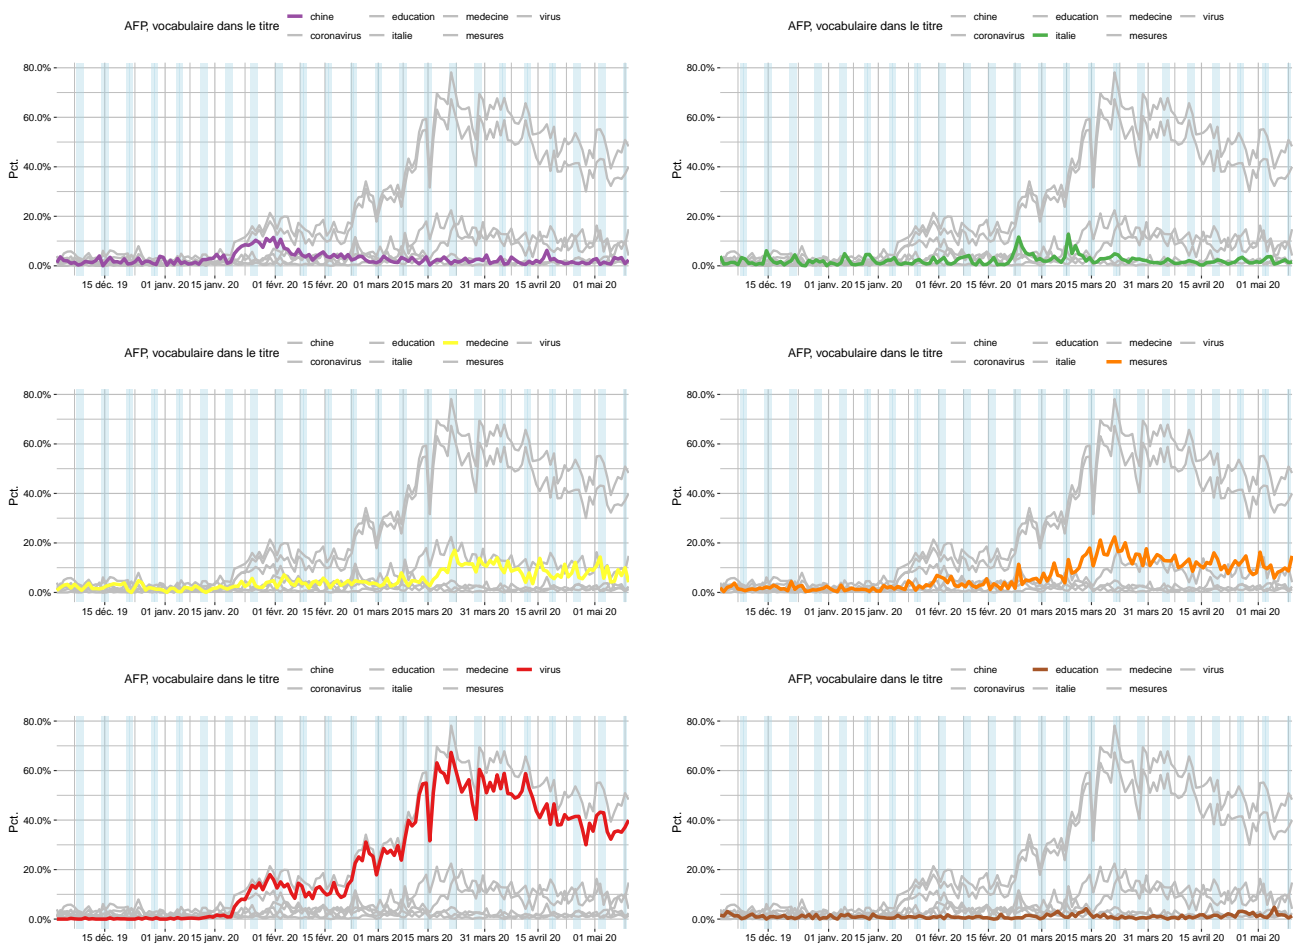 AFP, vocabulaire dans le titre chine education medecine virus
coronavirus italie mesures
80.0%
60.0%
40.0%
20.0%
0.0%
Pct.
15 déc. 19 01 janv. 20 15 janv. 20 01 févr. 20 15 févr. 20 01 mars 20 15 mars 20 31 mars 20 15 avril 20 01 mai 20
AFP, vocabulaire dans le titre chine education medecine virus
coronavirus italie mesures
80.0%
60.0%
40.0%
20.0%
0.0%
Pct.
15 déc. 19 01 janv. 20 15 janv. 20 01 févr. 20 15 févr. 20 01 mars 20 15 mars 20 31 mars 20 15 avril 20 01 mai 20
AFP, vocabulaire dans le titre chine education medecine virus
coronavirus italie mesures
80.0%
60.0%
40.0%
20.0%
0.0%
Pct.
15 déc. 19 01 janv. 20 15 janv. 20 01 févr. 20 15 févr. 20 01 mars 20 15 mars 20 31 mars 20 15 avril 20 01 mai 20
AFP, vocabulaire dans le titre chine education medecine virus
coronavirus italie mesures
80.0%
60.0%
40.0%
20.0%
0.0%
Pct.
15 déc. 19 01 janv. 20 15 janv. 20 01 févr. 20 15 févr. 20 01 mars 20 15 mars 20 31 mars 20 15 avril 20 01 mai 20
AFP, vocabulaire dans le titre chine education medecine virus
coronavirus italie mesures
80.0%
60.0%
40.0%
20.0%
0.0%
Pct.
15 déc. 19 01 janv. 20 15 janv. 20 01 févr. 20 15 févr. 20 01 mars 20 15 mars 20 31 mars 20 15 avril 20 01 mai 20
AFP, vocabulaire dans le titre chine education medecine virus
coronavirus italie mesures
80.0%
60.0%
40.0%
20.0%
0.0%
Pct.
15 déc. 19 01 janv. 20 15 janv. 20 01 févr. 20 15 févr. 20 01 mars 20 15 mars 20 31 mars 20 15 avril 20 01 mai 20